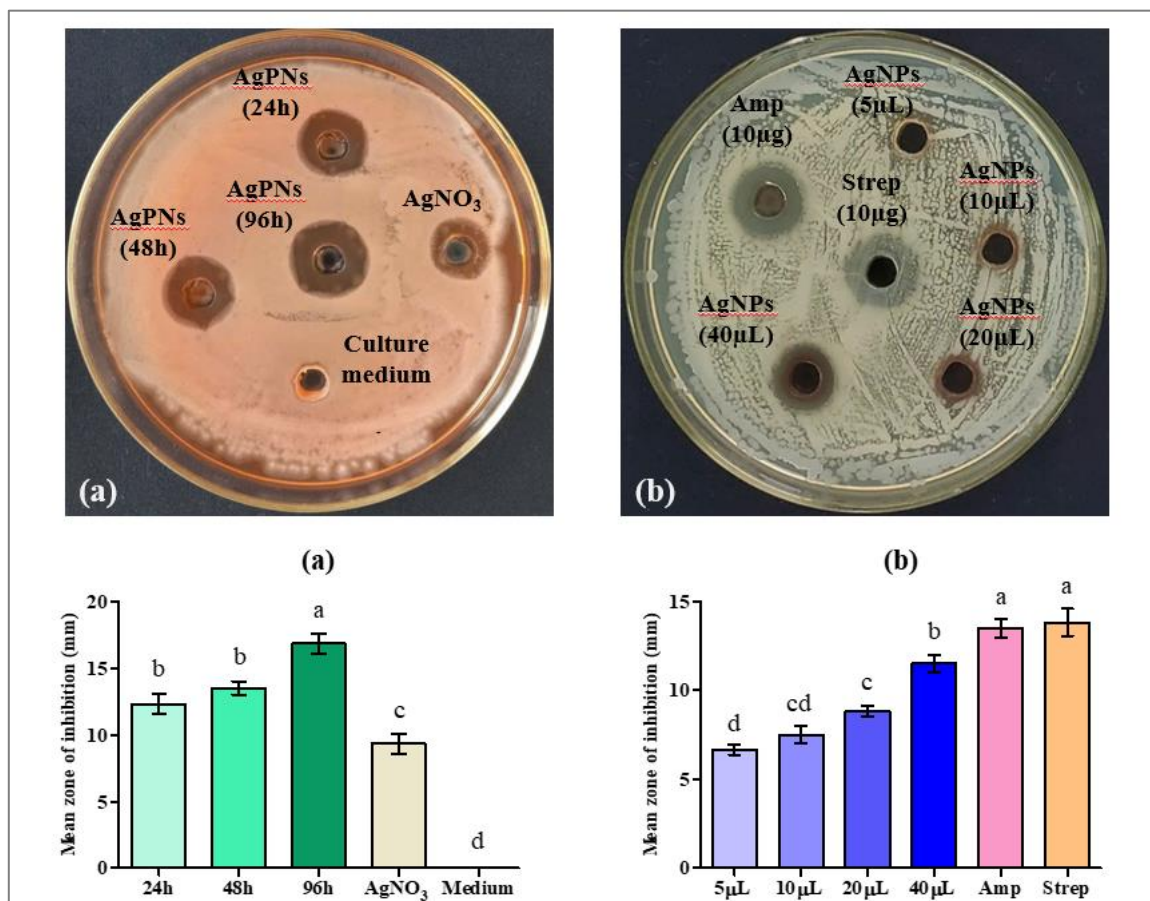 AgPNs
(24h)
AgPNs
(96h)
AgPNs
(48h)
AgNO₃
Culture
medium
(a)
AgNPs
(5µL)
Amp
(10µg)
Strep
(10µg)
AgNPs
(10µL)
AgNPs
(40µL)
AgNPs
(20µL)
(b)
(a)
Mean zone of inhibition (mm)
20
15
10
5
0
b
b
a
c
d
24h 48h 96h AgNO₃ Medium
(b)
Mean zone of inhibition (mm)
15
10
5
0
d
cd
c
b
a
a
5µL 10µL 20µL 40µL Amp Strep